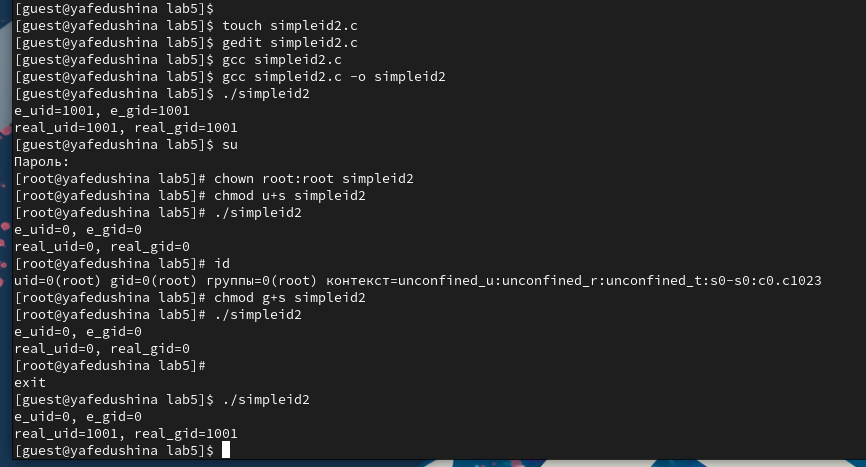 [guest@yafedushina lab5]$
[guest@yafedushina lab5]$ touch simpleid2.c
[guest@yafedushina lab5]$ gedit simpleid2.c
[guest@yafedushina lab5]$ gcc simpleid2.c
[guest@yafedushina lab5]$ gcc simpleid2.c -o simpleid2
[guest@yafedushina lab5]$ ./simpleid2
e_uid=1001, e_gid=1001
real_uid=1001, real_gid=1001
[guest@yafedushina lab5]$ su
Пароль:
[root@yafedushina lab5]# chown root:root simpleid2
[root@yafedushina lab5]# chmod u+s simpleid2
[root@yafedushina lab5]# ./simpleid2
e_uid=0, e_gid=0
real_uid=0, real_gid=0
[root@yafedushina lab5]# id
uid=0(root) gid=0(root) группы=0(root) контекст=unconfined_u:unconfined_r:unconfined_t:s0-s0:c0.c1023
[root@yafedushina lab5]# chmod g+s simpleid2
[root@yafedushina lab5]# ./simpleid2
e_uid=0, e_gid=0
real_uid=0, real_gid=0
[root@yafedushina lab5]#
exit
[guest@yafedushina lab5]$ ./simpleid2
e_uid=0, e_gid=0
real_uid=1001, real_gid=1001
[guest@yafedushina lab5]$